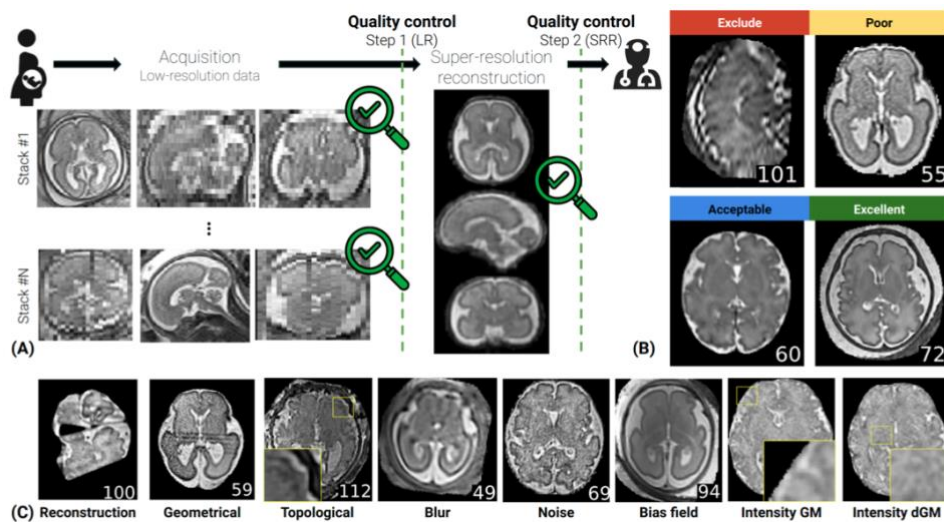 Quality control
Step 1 (LR)
Quality control
Step 2 (SRR)
Acquisition
Low-resolution data
Super-resolution
reconstruction
Stack #1
Stack #N
(A)
Exclude
Poor
101
55
Acceptable
Excellent
60
72
(B)
100
59
112
49
69
94
(C)
Reconstruction
Geometrical
Topological
Blur
Noise
Bias field
Intensity GM
Intensity dGM